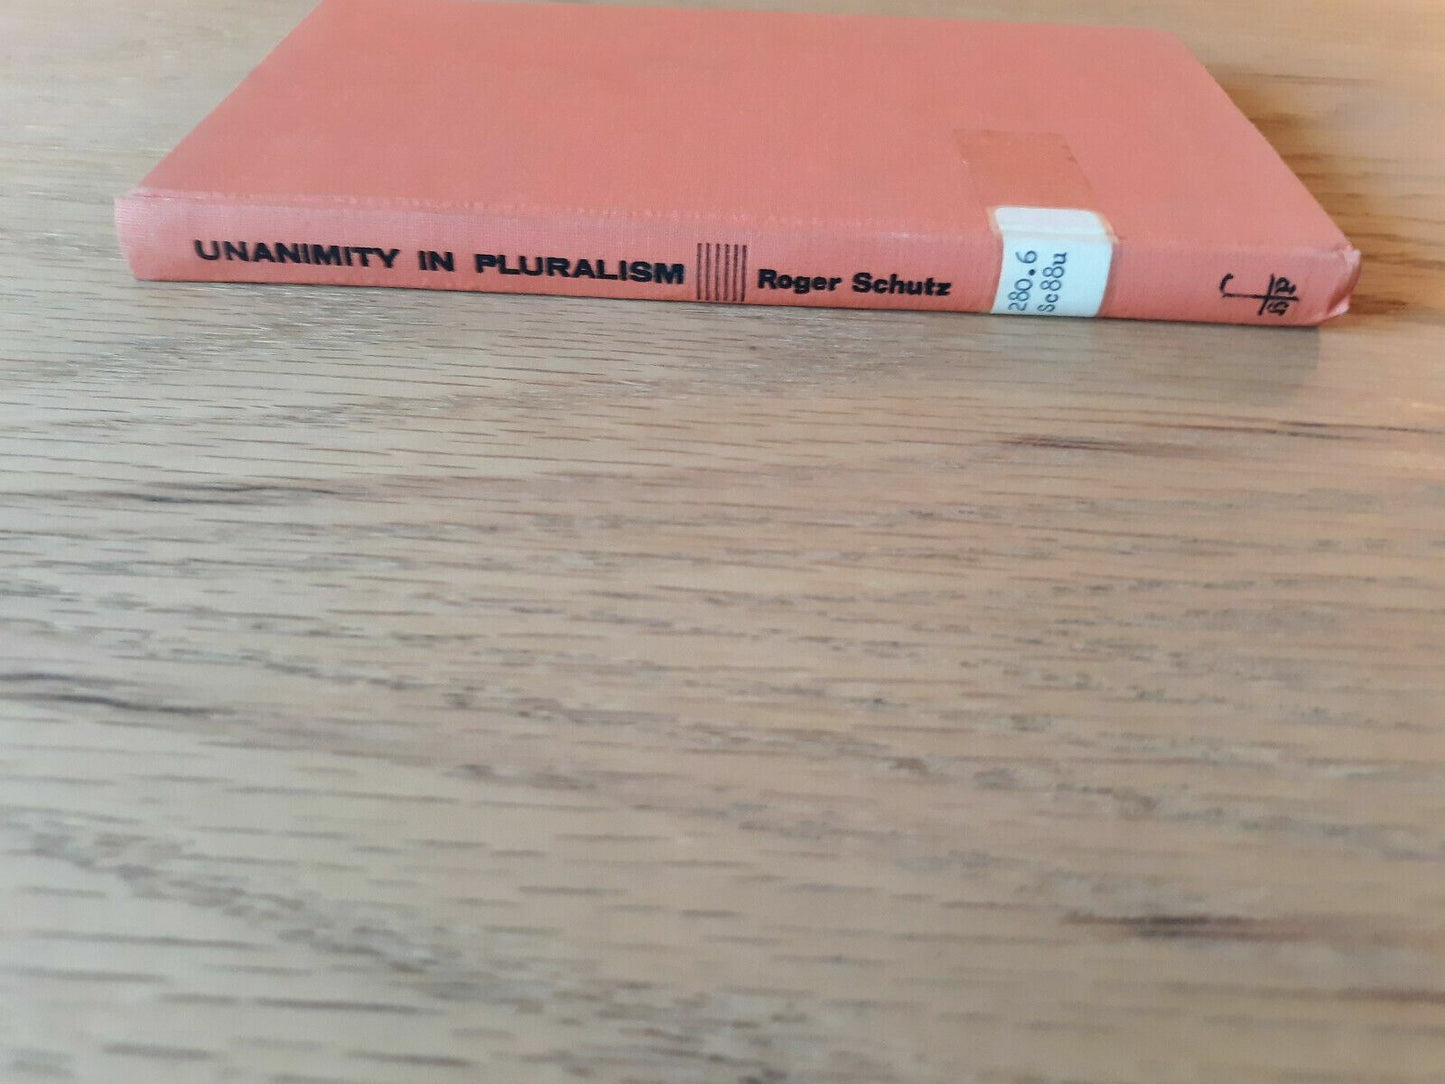 UNANIMITY IN PLURALISM
Roger Schutz
280.6
Sc88u